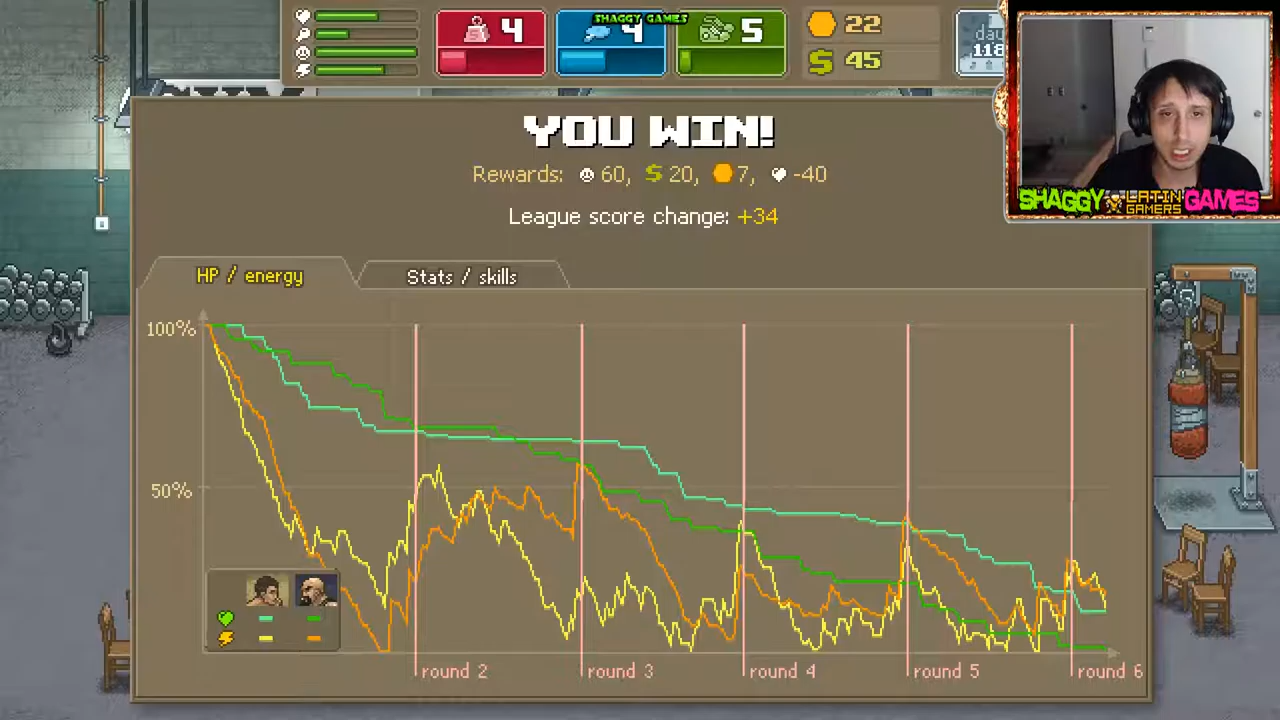 SHAGGY GAMES
4
4
5
22
45
day
118
SHAGGY LATIN GAMERS GAMES
YOU WIN!
Rewards: 60, $ 20, 7, -40
League score change: +34
HP / energy
Stats / skills
100%
50%
round 2
round 3
round 4
round 5
round 6